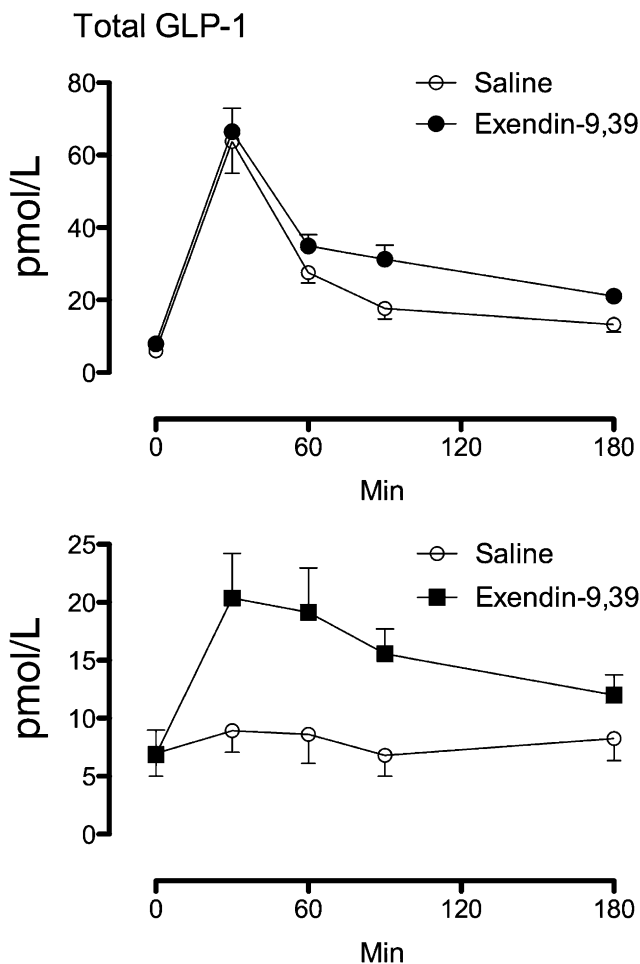 Total GLP-1
80
60
40
20
0
pmol/L
Saline
Exendin-9,39
0 60 120 180
Min
25
20
15
10
5
0
pmol/L
Saline
Exendin-9,39
0 60 120 180
Min